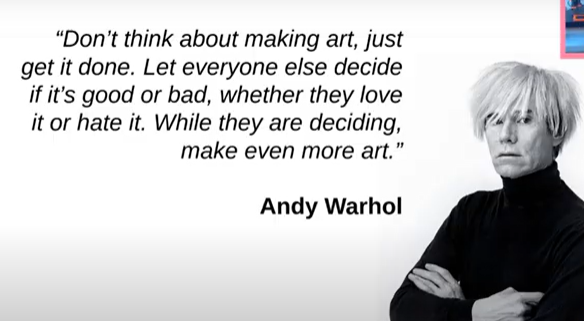 “Don’t think about making art, just
get it done. Let everyone else decide
if it’s good or bad, whether they love
it or hate it. While they are deciding,
make even more art.”
Andy Warhol